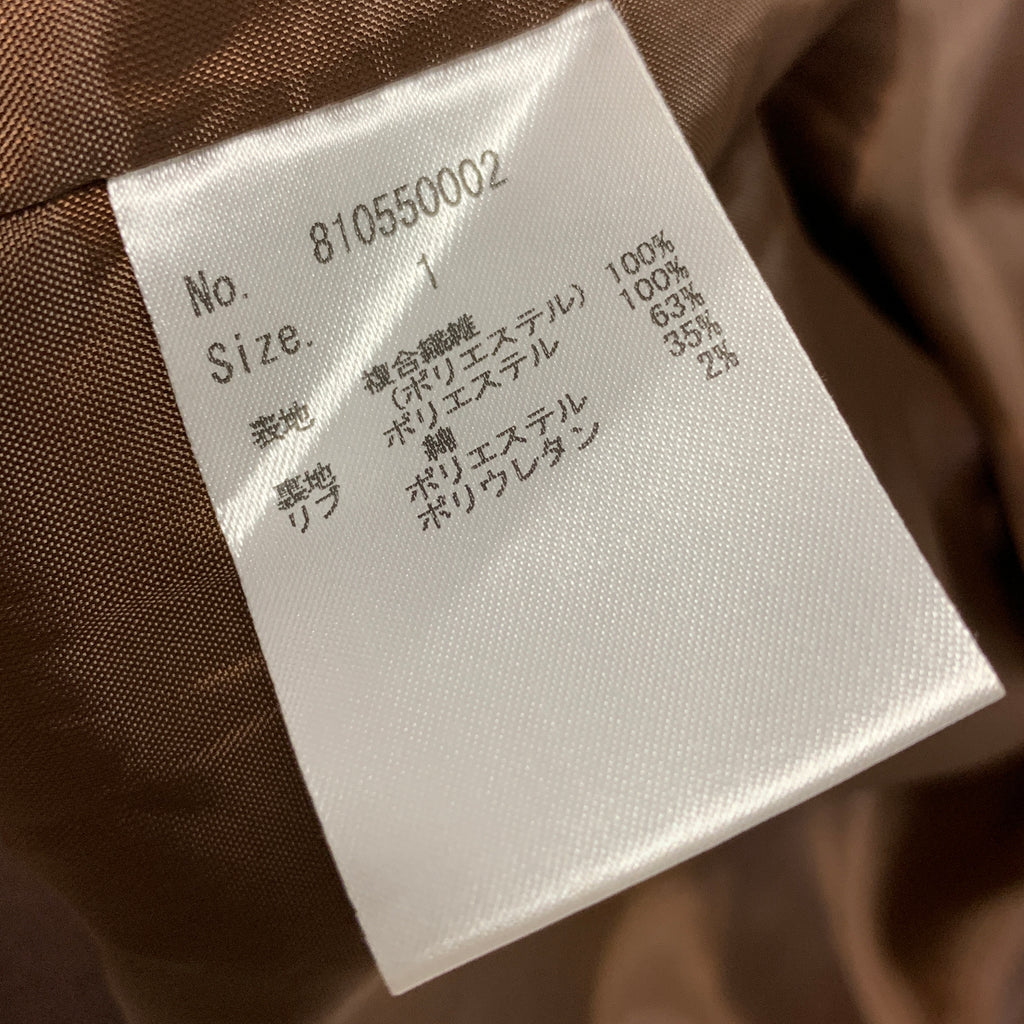 No. 810550002
Size. 1
表地 複合繊維
(ポリエステル) 100%
裏地 ポリエステル 100%
リブ 綿 63%
ポリエステル 35%
ポリウレタン 2%